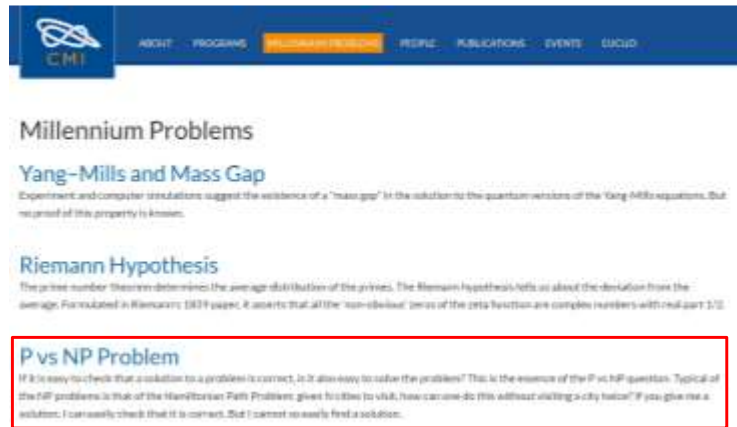 CMI
ABOUT PROGRAMS MILLENNIUM PROBLEMS PEOPLE PUBLICATIONS EVENTS EUCLID
Millennium Problems
Yang–Mills and Mass Gap
Experiment and computer simulations suggest the existence of a "mass gap" in the solution to the quantum versions of the Yang-Mills equations. But
no proof of this property is known.
Riemann Hypothesis
The prime number theorem determines the average distribution of the primes. The Riemann hypothesis tells us about the deviation from the
average. Formulated in Riemann's 1859 paper, it asserts that all the 'non-obvious' zeros of the zeta function are complex numbers with real part 1/2.
P vs NP Problem
If it is easy to check that a solution to a problem is correct, is it also easy to solve the problem? This is the essence of the P vs NP question. Typical of
the NP problems is that of the Hamiltonian Path Problem: given N cities to visit, how can one do this without visiting a city twice? If you give me a
solution, I can easily check that it is correct. But I cannot so easily find a solution.